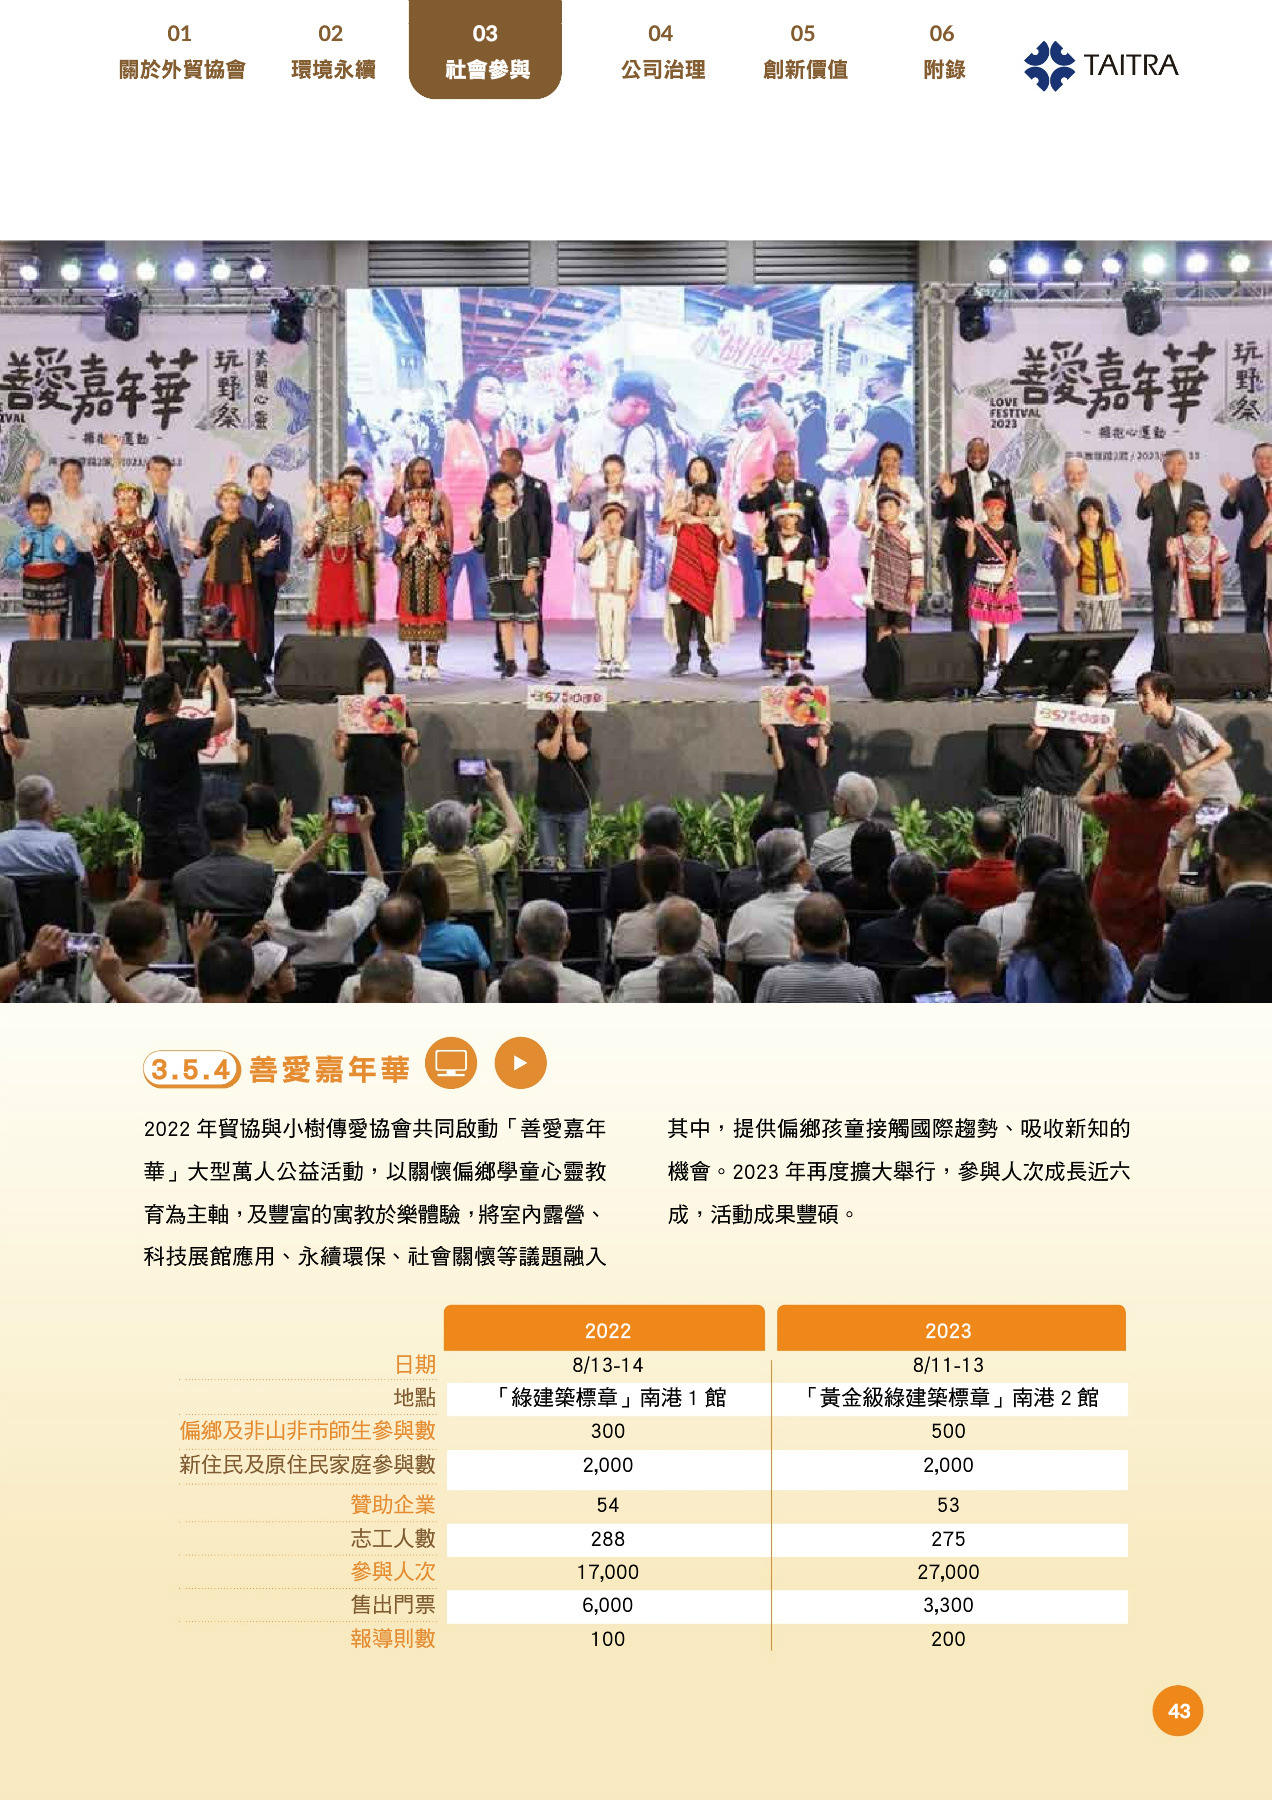 01
關於外貿協會
02
環境永續
03
社會參與
04
公司治理
05
創新價值
06
附錄
TAITRA
善愛嘉年華
玩野祭
美麗心靈
善愛嘉年華
玩野祭
LOVE
FESTIVAL
2023
3.5.4 善愛嘉年華
2022 年貿協與小樹傳愛協會共同啟動「善愛嘉年
華」大型萬人公益活動，以關懷偏鄉學童心靈教
育為主軸，及豐富的寓教於樂體驗，將室內露營、
科技展館應用、永續環保、社會關懷等議題融入
其中，提供偏鄉孩童接觸國際趨勢、吸收新知的
機會。2023 年再度擴大舉行，參與人次成長近六
成，活動成果豐碩。
2022 2023
日期 8/13-14 8/11-13
地點 「綠建築標章」南港 1 館 「黃金級綠建築標章」南港 2 館
偏鄉及非山非市師生參與數 300 500
新住民及原住民家庭參與數 2,000 2,000
贊助企業 54 53
志工人數 288 275
參與人次 17,000 27,000
售出門票 6,000 3,300
報導則數 100 200
43